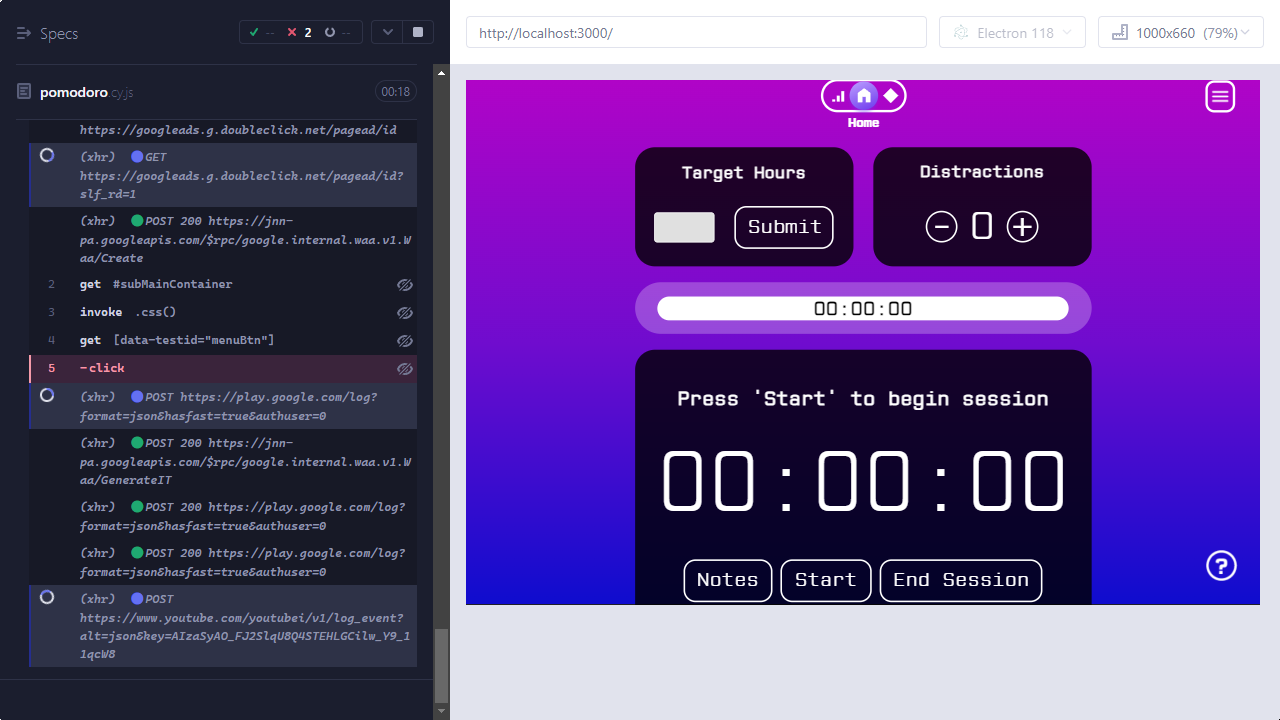 Specs
-- 2 --
pomodoro.cy.js
00:18
https://googleads.g.doubleclick.net/pagead/id
(xhr) GET
https://googleads.g.doubleclick.net/pagead/id?
slf_rd=1
(xhr) POST 200 https://jnn-
pa.googleapis.com/$rpc/google.internal.waa.v1.W
aa/Create
2 get #subMainContainer
3 invoke .css()
4 get [data-testid="menuBtn"]
5 -click
(xhr) POST https://play.google.com/log?
format=json&hasfast=true&authuser=0
(xhr) POST 200 https://jnn-
pa.googleapis.com/$rpc/google.internal.waa.v1.W
aa/GenerateIT
(xhr) POST 200 https://play.google.com/log?
format=json&hasfast=true&authuser=0
(xhr) POST 200 https://play.google.com/log?
format=json&hasfast=true&authuser=0
(xhr) POST
https://www.youtube.com/youtubei/v1/log_event?
alt=json&key=AIzaSyAO_FJ2SlqU8Q4STEHLGCilw_Y9_1
1qcW8
http://localhost:3000/
Electron 118
1000x660 (79%)
Home
Target Hours
Submit
Distractions
0
00:00:00
Press 'Start' to begin session
00:00:00
Notes
Start
End Session
?